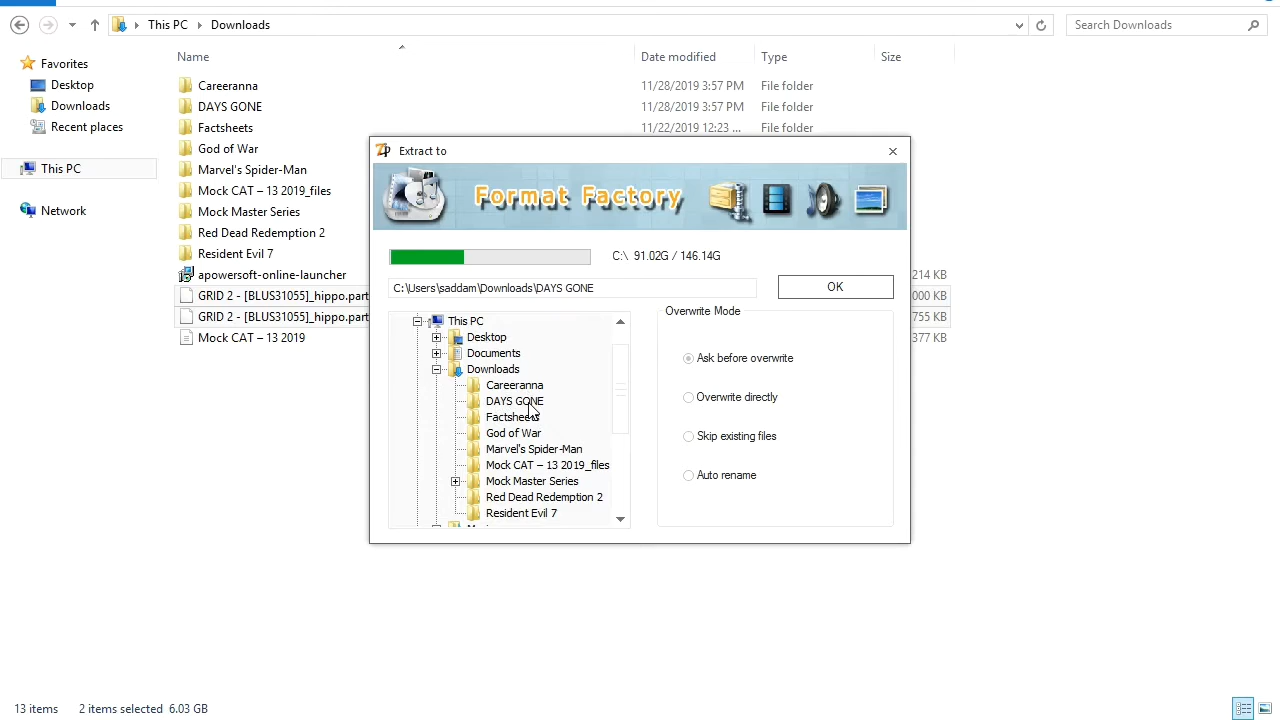 This PC
Downloads
Search Downloads
Name
Date modified
Type
Size
Favorites
Desktop
Downloads
Recent places
This PC
Network
Careeranna
11/28/2019 3:57 PM
File folder
DAYS GONE
11/28/2019 3:57 PM
File folder
Factsheets
11/22/2019 12:23 ...
File folder
God of War
Marvel's Spider-Man
Mock CAT – 13 2019_files
Mock Master Series
Red Dead Redemption 2
Resident Evil 7
apowersoft-online-launcher
214 KB
GRID 2 - [BLUS31055]_hippo.part
000 KB
GRID 2 - [BLUS31055]_hippo.part
755 KB
Mock CAT – 13 2019
377 KB
Extract to
Format Factory
C:\ 91.02G / 146.14G
C:\Users\saddam\Downloads\DAYS GONE
OK
This PC
Desktop
Documents
Downloads
Careeranna
DAYS GONE
Factsheets
God of War
Marvel's Spider-Man
Mock CAT – 13 2019_files
Mock Master Series
Red Dead Redemption 2
Resident Evil 7
Overwrite Mode
Ask before overwrite
Overwrite directly
Skip existing files
Auto rename
13 items
2 items selected 6.03 GB